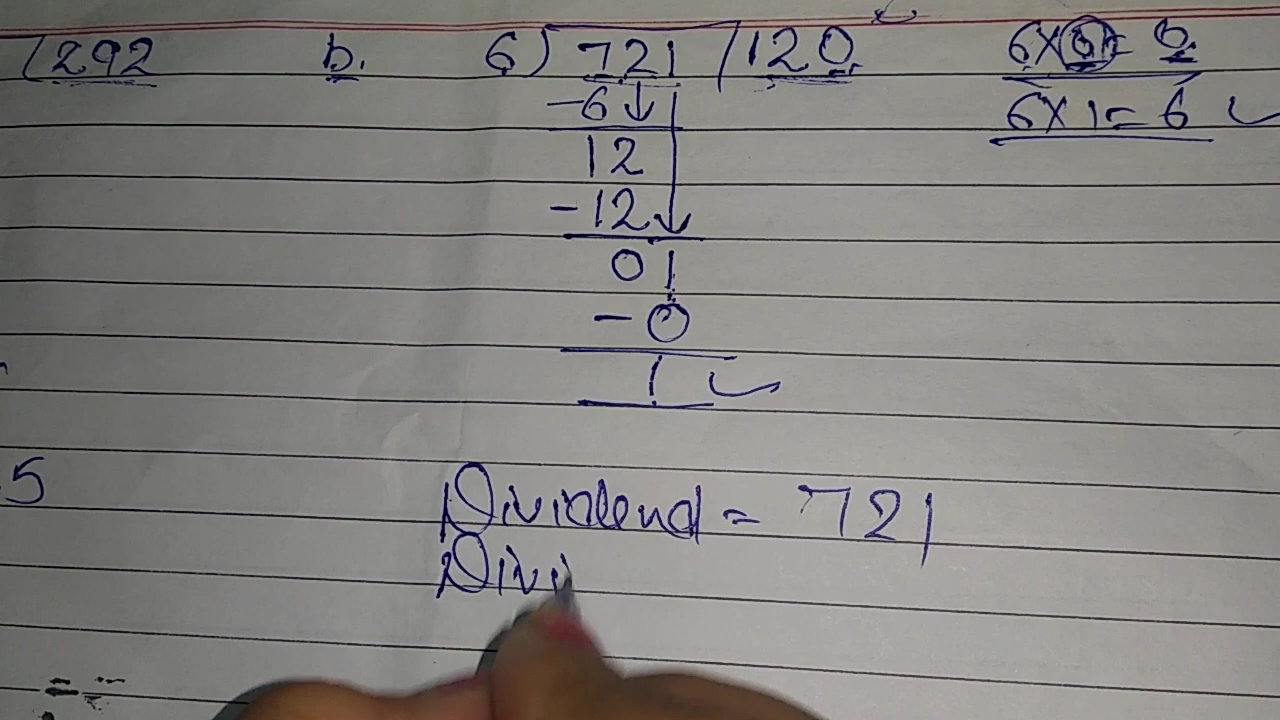 292
b. 6) 721 /120 6×0= 0
-6↓ 6×1=6
12
-12↓
01
-0
1
5
Dividend = 721
Divi